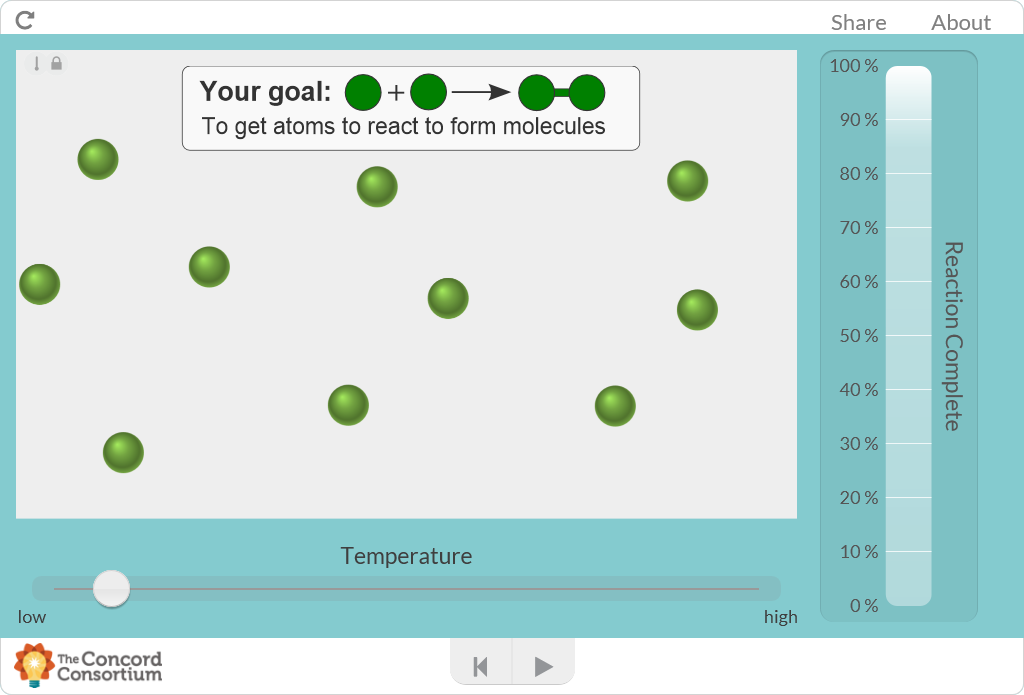 Share
About
Your goal: + 
To get atoms to react to form molecules
100 %
90 %
80 %
70 %
60 %
50 %
40 %
30 %
20 %
10 %
0 %
Reaction Complete
Temperature
low
high
The Concord
Consortium